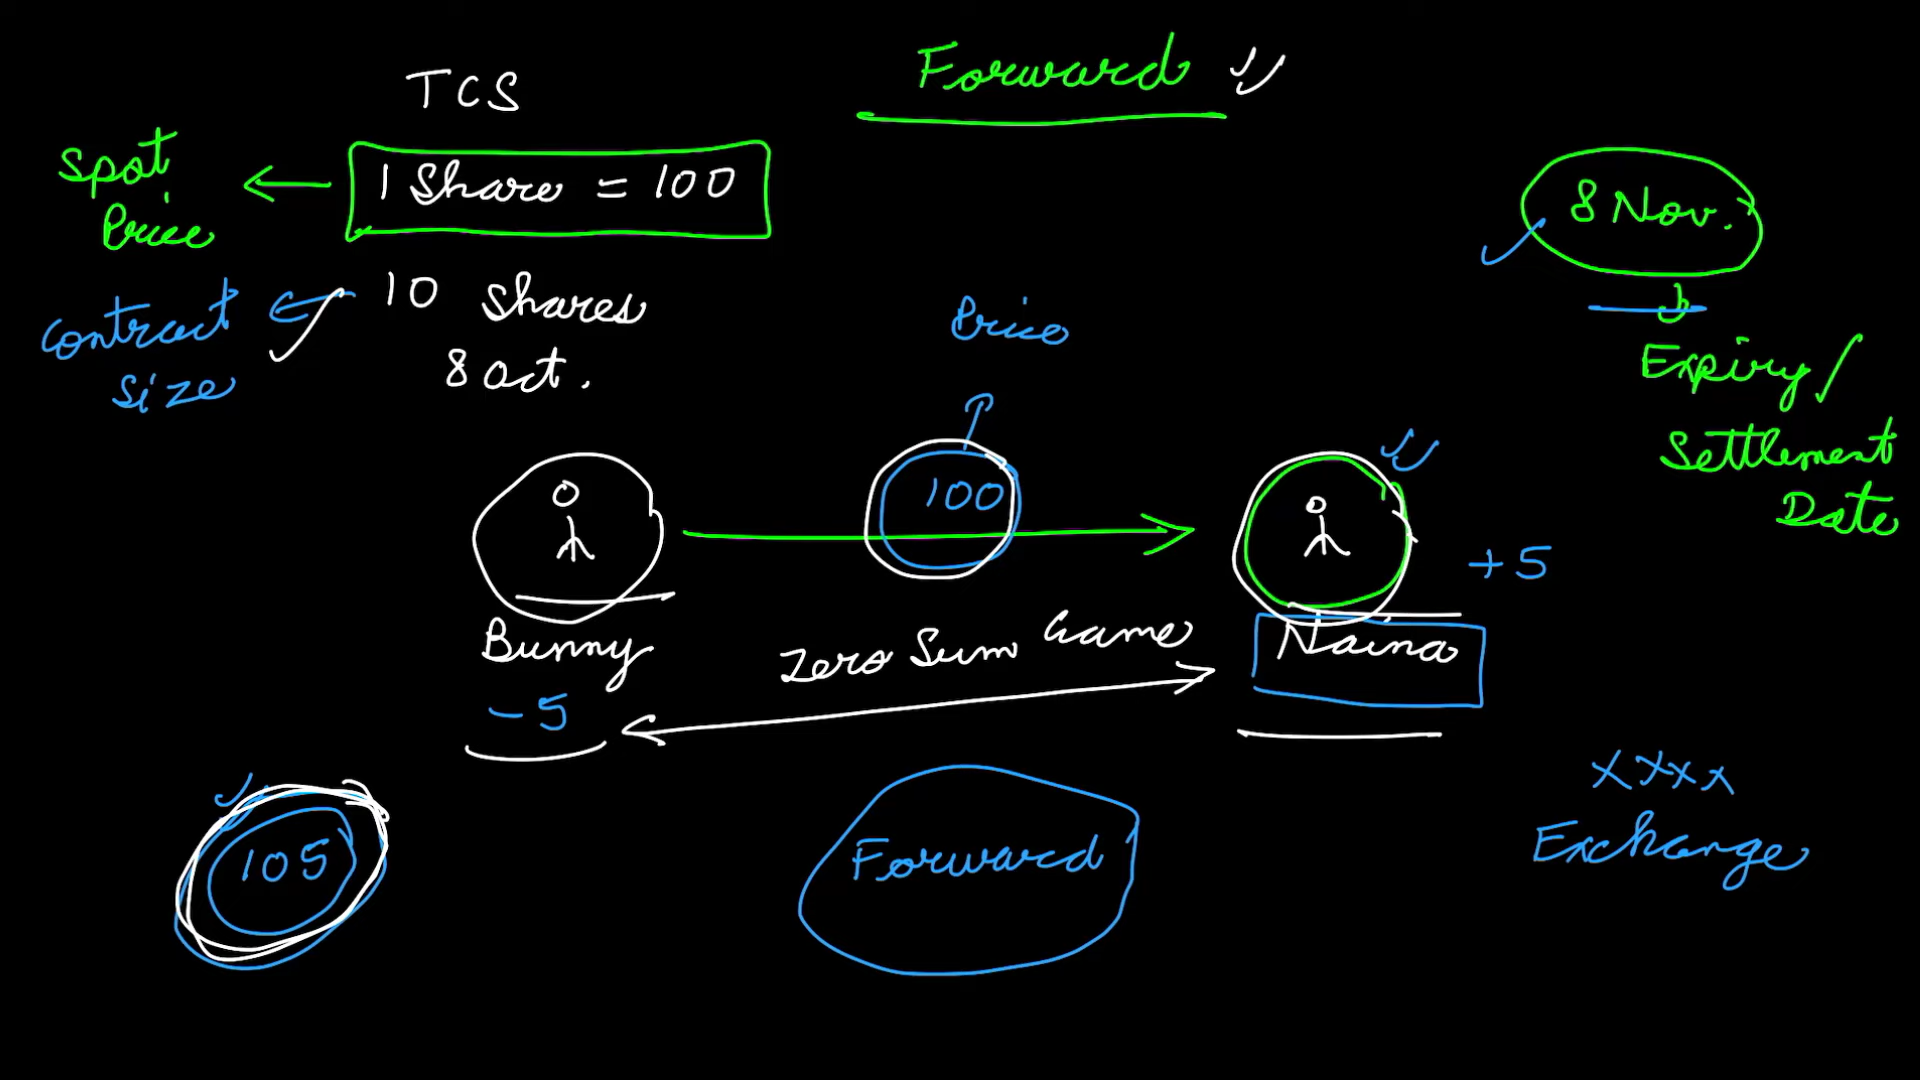 Forward
TCS
Spot
Price
1 Share = 100
8 Nov.
Contract
Size
10 Shares
8 Oct.
Price
Expiry/
Settlement
Date
100
+5
Bunny
-5
Zero Sum Game
Naina
105
Forward
xxxx
Exchange